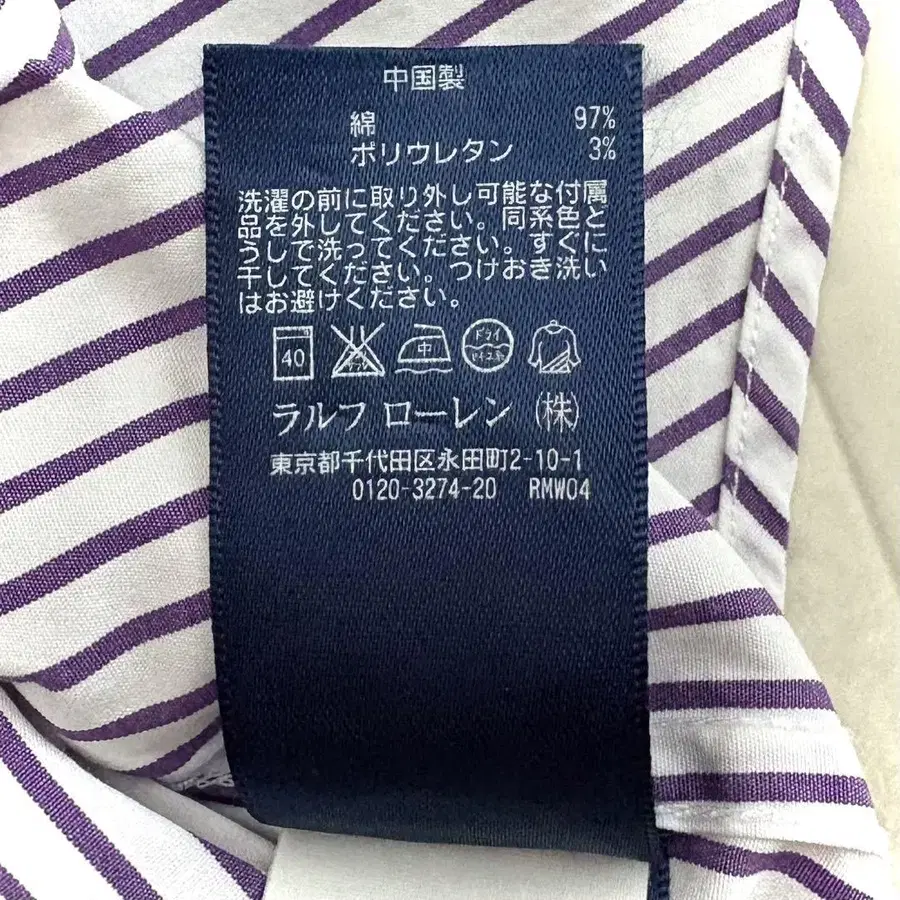 中国製
綿 97%
ポリウレタン 3%
洗濯の前に取り外し可能な付属
品を外してください。同系色ど
うしで洗ってください。すぐに
干してください。つけおき洗い
はお避けください。
40 中 ドライ
ラルフ ローレン (株)
東京都千代田区永田町2-10-1
0120-3274-20 RMW04